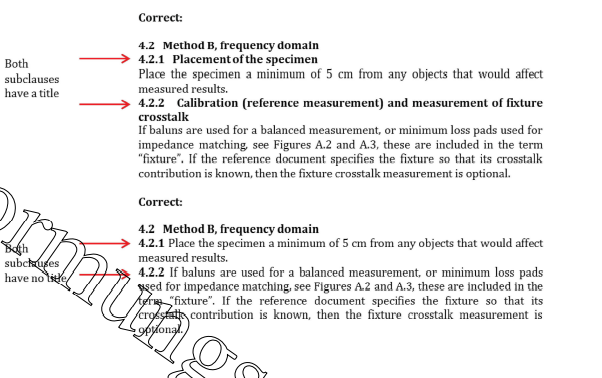 Correct:
4.2 Method B, frequency domain
4.2.1 Placement of the specimen
Place the specimen a minimum of 5 cm from any objects that would affect
measured results.
4.2.2 Calibration (reference measurement) and measurement of fixture
crosstalk
If baluns are used for a balanced measurement, or minimum loss pads used for
impedance matching, see Figures A.2 and A.3, these are included in the term
“fixture”. If the reference document specifies the fixture so that its crosstalk
contribution is known, then the fixture crosstalk measurement is optional.
Both
subclauses
have a title
Correct:
4.2 Method B, frequency domain
4.2.1 Place the specimen a minimum of 5 cm from any objects that would affect
measured results.
4.2.2 If baluns are used for a balanced measurement, or minimum loss pads
used for impedance matching, see Figures A.2 and A.3, these are included in the
term “fixture”. If the reference document specifies the fixture so that its
crosstalk contribution is known, then the fixture crosstalk measurement is
optional.
Both
subclauses
have no title